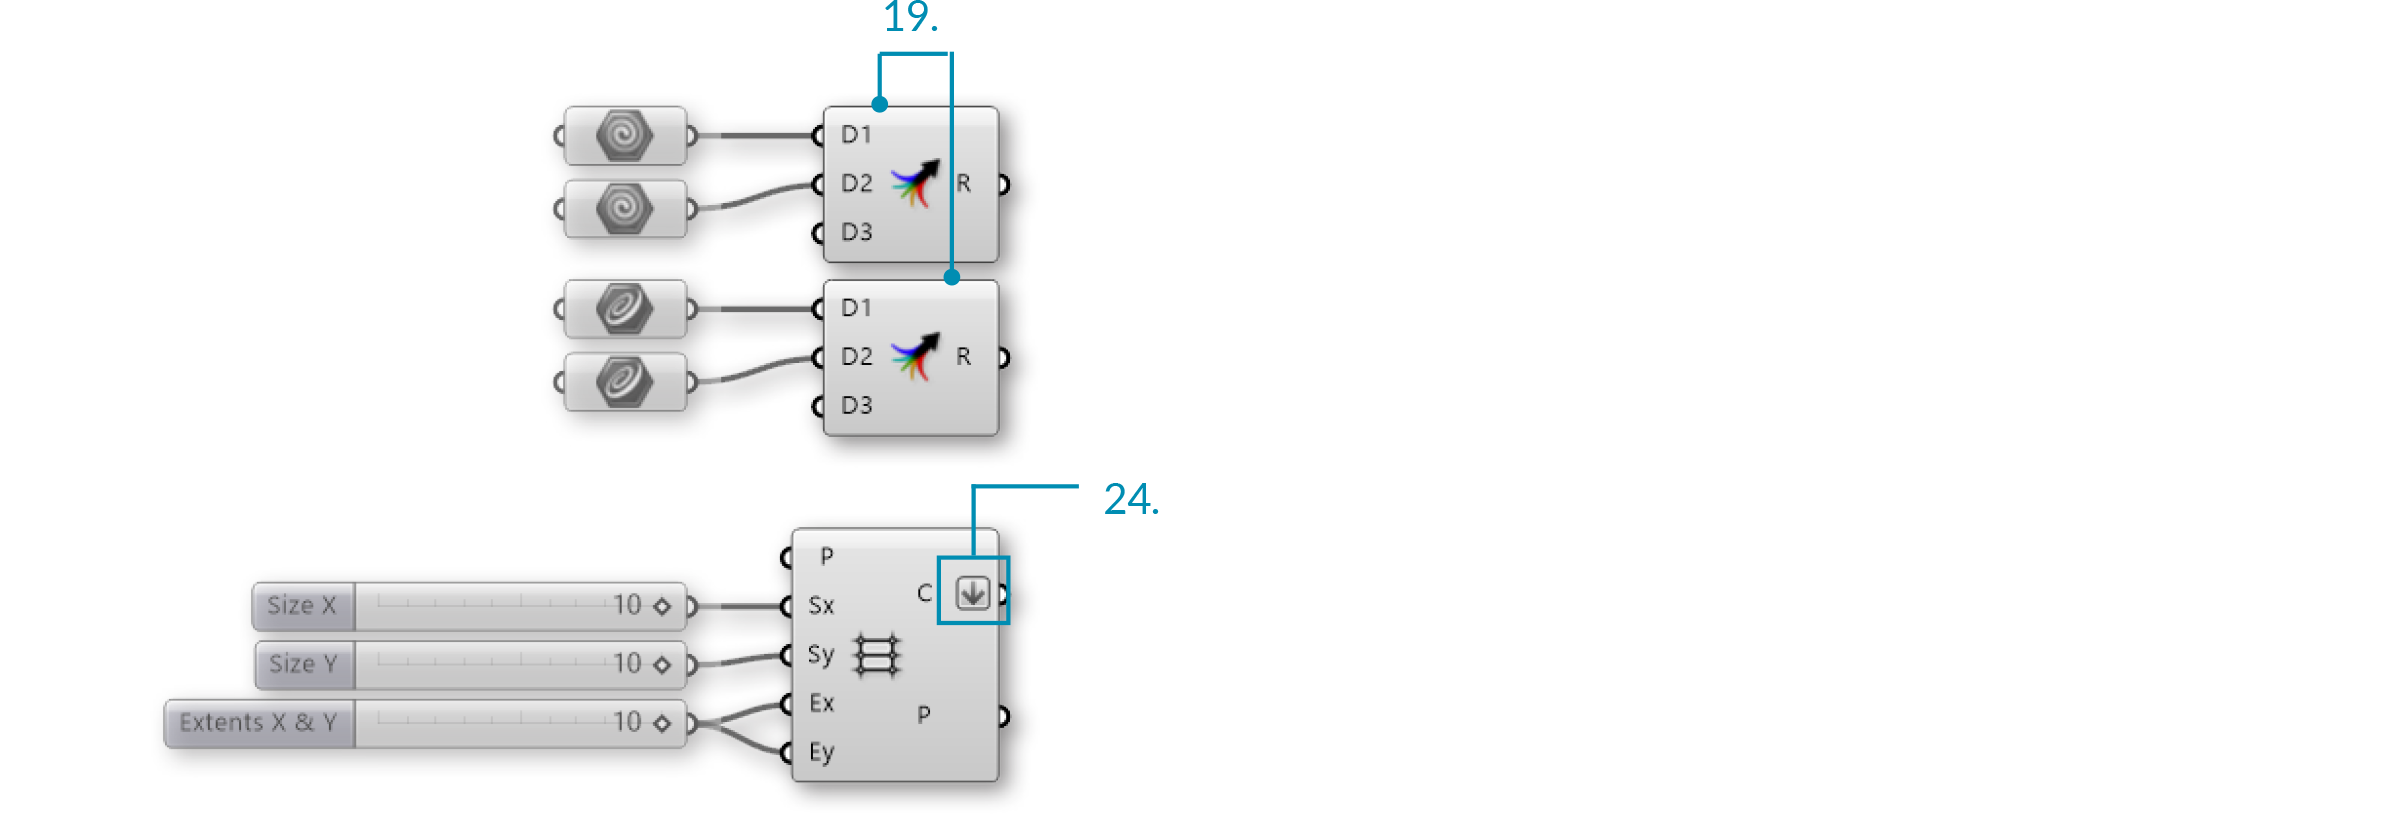 19.
D1
D2 R
D3
D1
D2 R
D3
24.
P
C
Size X 10 Sx
Size Y 10 Sy
Ex
Extents X & Y 10 P
Ey